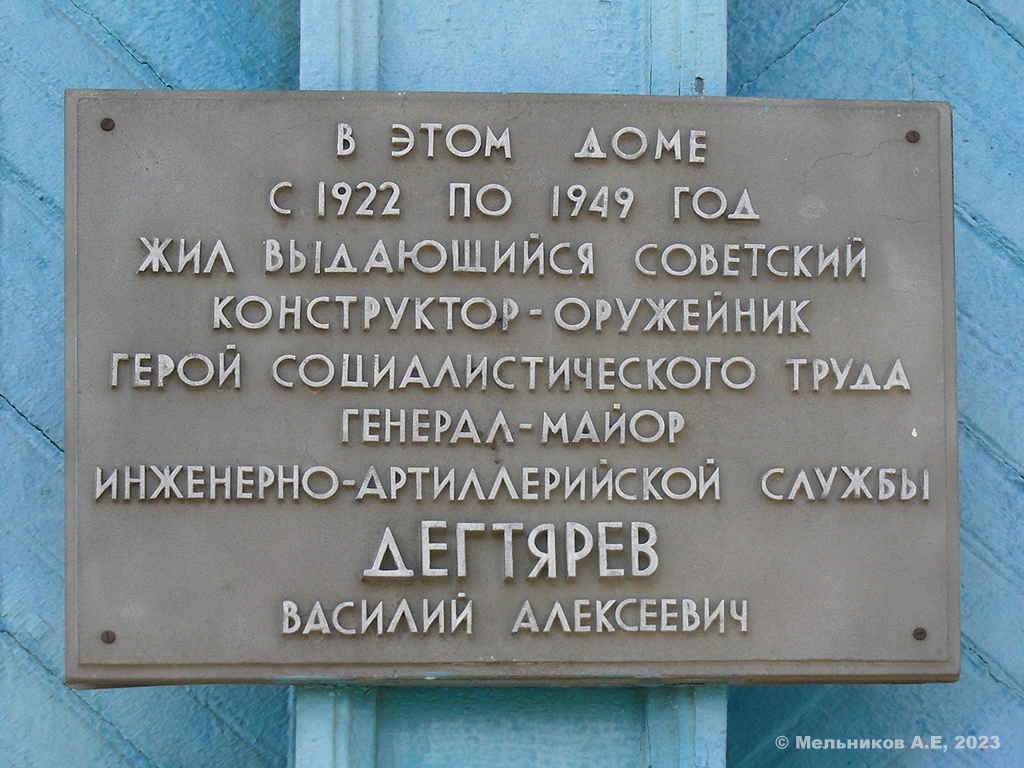 В ЭТОМ ДОМЕ
С 1922 ПО 1949 ГОД
ЖИЛ ВЫДАЮЩИЙСЯ СОВЕТСКИЙ
КОНСТРУКТОР-ОРУЖЕЙНИК
ГЕРОЙ СОЦИАЛИСТИЧЕСКОГО ТРУДА
ГЕНЕРАЛ-МАЙОР
ИНЖЕНЕРНО-АРТИЛЛЕРИЙСКОЙ СЛУЖБЫ
ДЕГТЯРЕВ
ВАСИЛИЙ АЛЕКСЕЕВИЧ
© Мельников А.Е, 2023